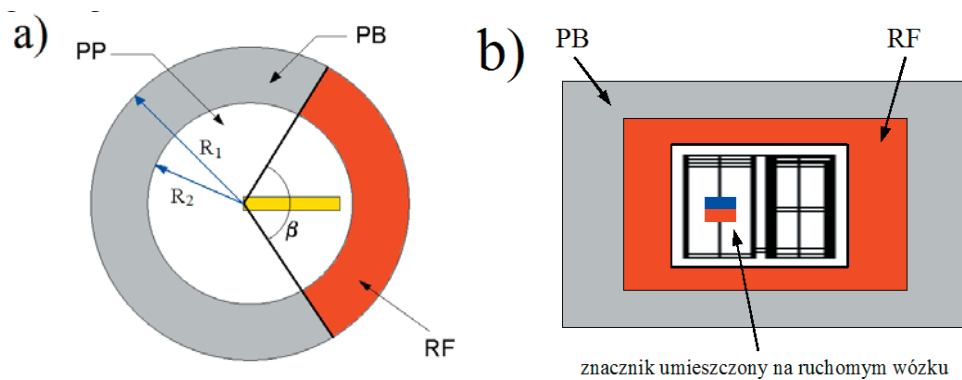 a)
PP
PB
R1
R2
β
RF
b)
PB
RF
znacznik umieszczony na ruchomym wózku